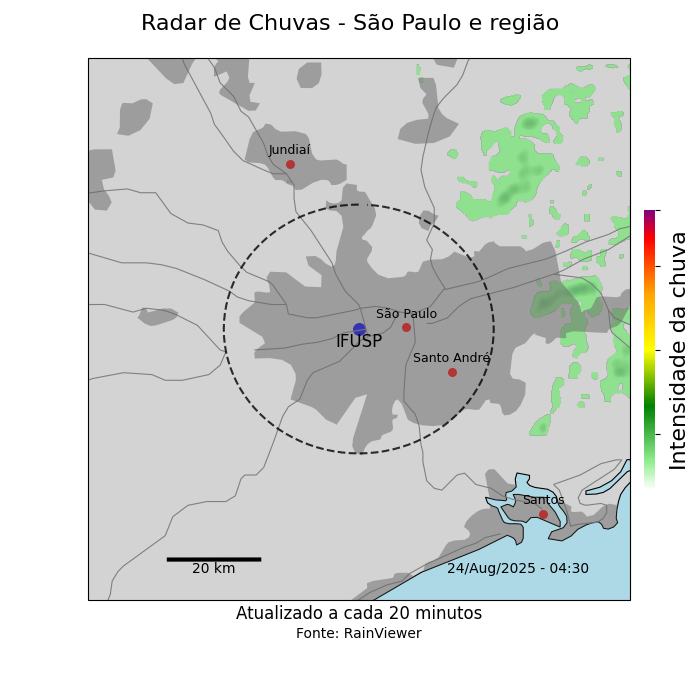 Radar de Chuvas - São Paulo e região
Jundiaí
São Paulo
IFUSP
Santo André
Santos
20 km
24/Aug/2025 - 04:30
Intensidade da chuva
Atualizado a cada 20 minutos
Fonte: RainViewer